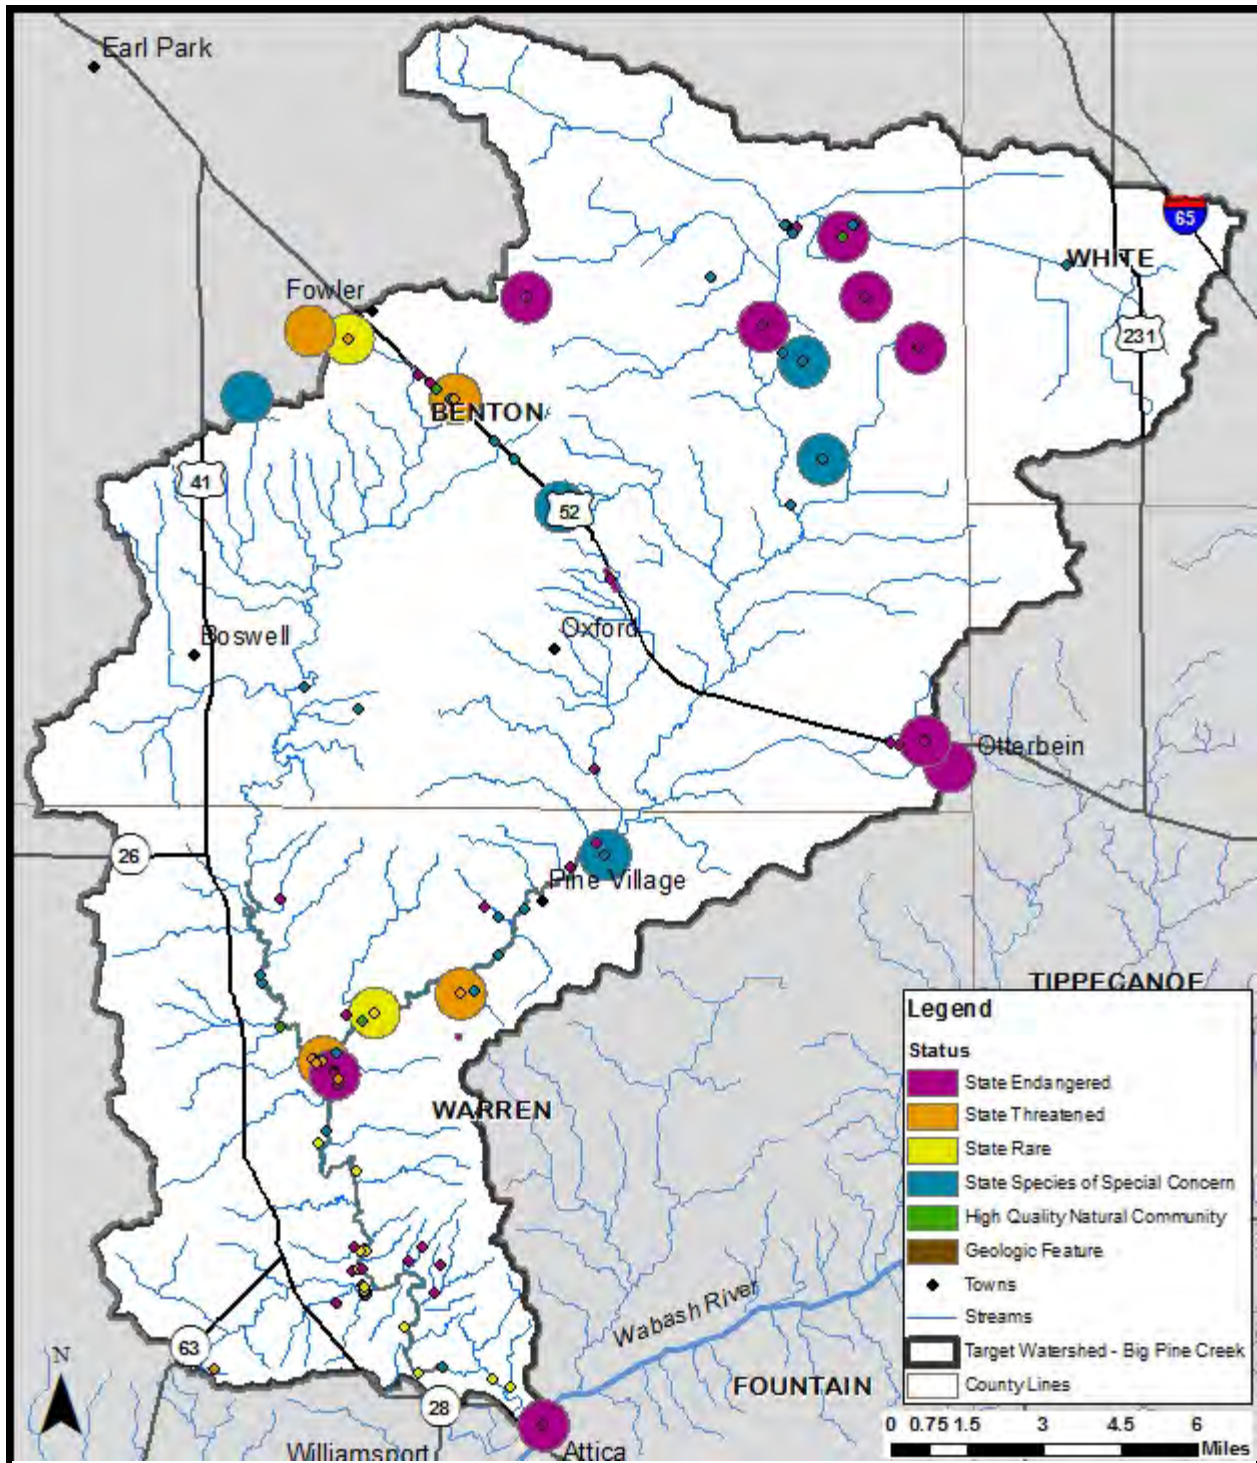 Earl Park
65
WHITE
Fowler
231
BENTON
41
52
Boswell
Oxford
Otterbein
26
Pine Village
TIPPECANOE
Legend
Status
State Endangered
State Threatened
State Rare
State Species of Special Concern
High Quality Natural Community
Geologic Feature
Towns
Streams
Target Watershed - Big Pine Creek
County Lines
WARREN
Wabash River
63
N
FOUNTAIN
28
Williamsport
Attica
0 0.75 1.5 3 4.5 6
Miles